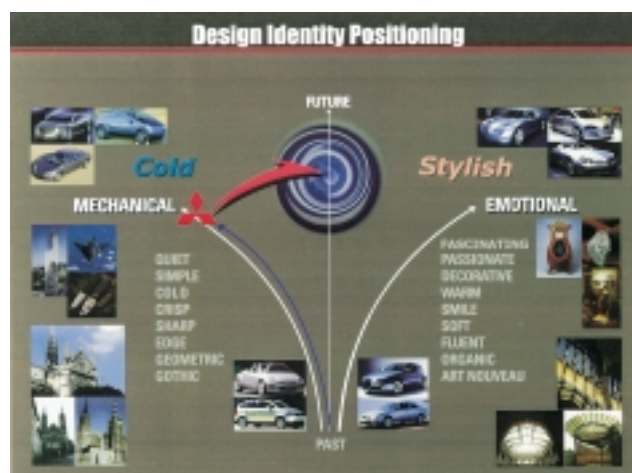 Design Identity Positioning
FUTURE
Cold
Stylish
MECHANICAL
EMOTIONAL
QUIET
SIMPLE
COLD
CRISP
SHARP
EDGE
GEOMETRIC
GOTHIC
FASCINATING
PASSIONATE
DECORATIVE
WARM
SMILE
SOFT
FLUENT
ORGANIC
ART NOUVEAU
PAST